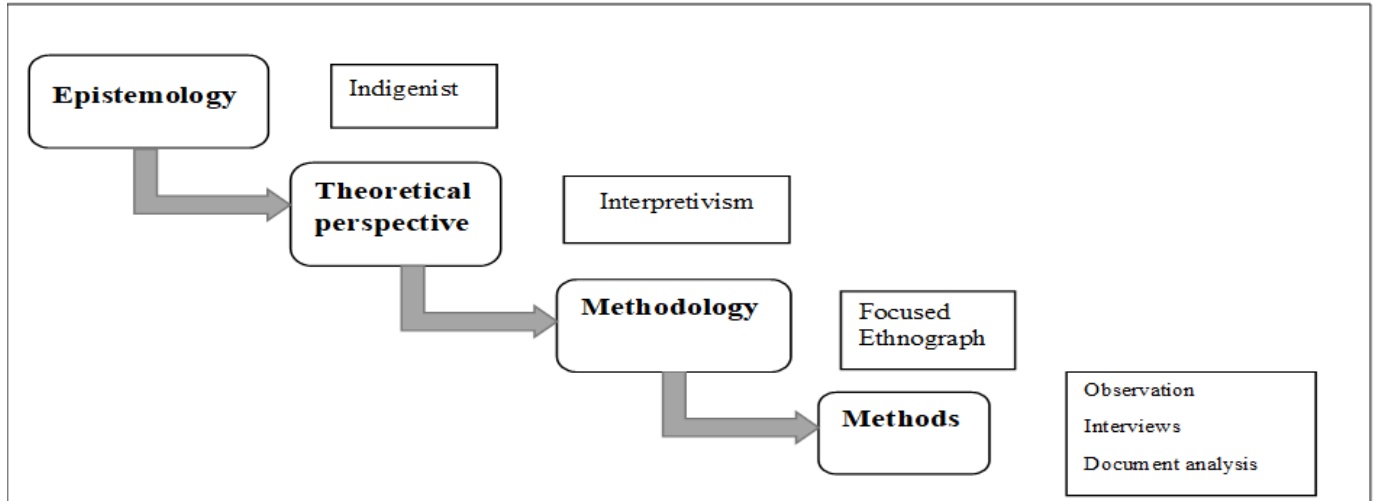 Epistemology
Indigenist
Theoretical
perspective
Interpretivism
Methodology
Focused
Ethnograph
Methods
Observation
Interviews
Document analysis